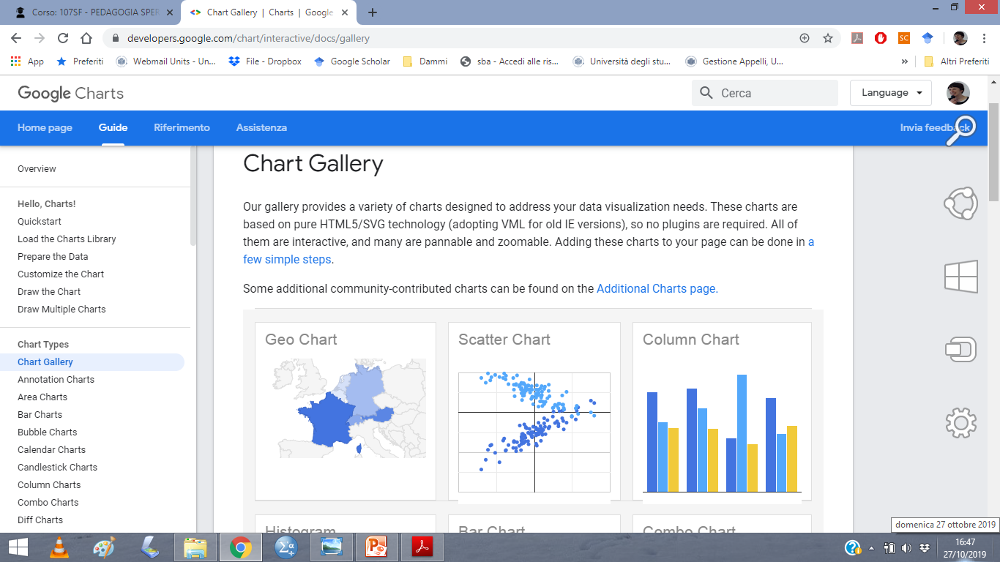 Corso: 107SF - PEDAGOGIA SPER
Chart Gallery | Charts | Google
developers.google.com/chart/interactive/docs/gallery
App
Preferiti
Webmail Units - Un...
File - Dropbox
Google Scholar
Dammi
sba - Accedi alle ris...
Università degli stu...
Gestione Appelli, U...
»
Altri Preferiti
Google Charts
Cerca
Language
Home page
Guide
Riferimento
Assistenza
Invia feedback
Overview
Hello, Charts!
Quickstart
Load the Charts Library
Prepare the Data
Customize the Chart
Draw the Chart
Draw Multiple Charts
Chart Types
Chart Gallery
Annotation Charts
Area Charts
Bar Charts
Bubble Charts
Calendar Charts
Candlestick Charts
Column Charts
Combo Charts
Diff Charts
Chart Gallery
Our gallery provides a variety of charts designed to address your data visualization needs. These charts are
based on pure HTML5/SVG technology (adopting VML for old IE versions), so no plugins are required. All of
them are interactive, and many are pannable and zoomable. Adding these charts to your page can be done in a
few simple steps.
Some additional community-contributed charts can be found on the Additional Charts page.
Geo Chart
Scatter Chart
Column Chart
Histogram
Bar Chart
Combo Chart
domenica 27 ottobre 2019
16:47
27/10/2019